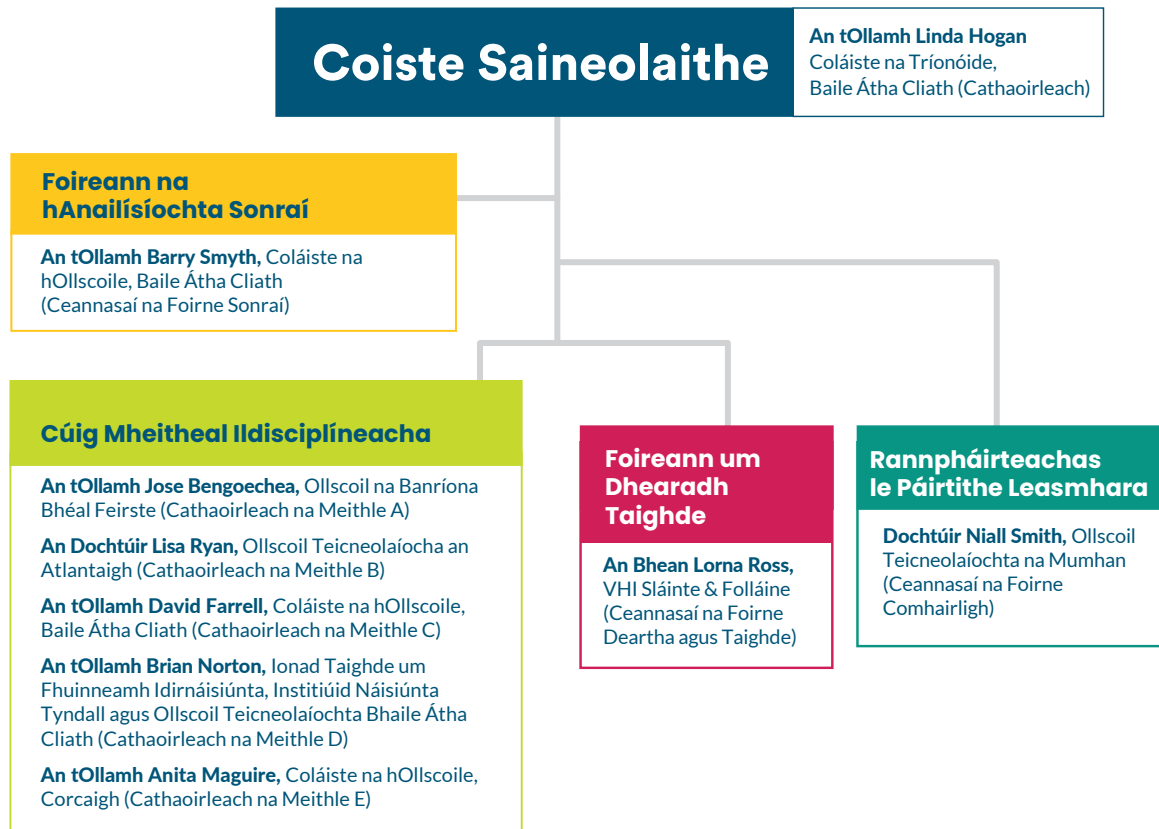 Coiste Saineolaithe
An tOllamh Linda Hogan
Coláiste na Tríonóide,
Baile Átha Cliath (Cathaoirleach)
Foireann na
hAnailísíochta Sonraí
An tOllamh Barry Smyth, Coláiste na
hOllscoile, Baile Átha Cliath
(Ceannasaí na Foirne Sonraí)
Cúig Mheitheal Ildisciplíneacha
An tOllamh Jose Bengoechea, Ollscoil na Banríona
Bhéal Feirste (Cathaoirleach na Meithle A)
An Dochtúir Lisa Ryan, Ollscoil Teicneolaíocha an
Atlantaigh (Cathaoirleach na Meithle B)
An tOllamh David Farrell, Coláiste na hOllscoile,
Baile Átha Cliath (Cathaoirleach na Meithle C)
An tOllamh Brian Norton, Ionad Taighde um
Fhuinneamh Idirnáisiúnta, Institiúid Náisiúnta
Tyndall agus Ollscoil Teicneolaíochta Bhaile Átha
Cliath (Cathaoirleach na Meithle D)
An tOllamh Anita Maguire, Coláiste na hOllscoile,
Corcaigh (Cathaoirleach na Meithle E)
Foireann um
Dhearadh
Taighde
An Bhean Lorna Ross,
VHI Sláinte & Folláine
(Ceannasaí na Foirne
Deartha agus Taighde)
Rannpháirteachas
le Páirtithe Leasmhara
Dochtúir Niall Smith, Ollscoil
Teicneolaíochta na Mumhan
(Ceannasaí na Foirne
Comhairligh)